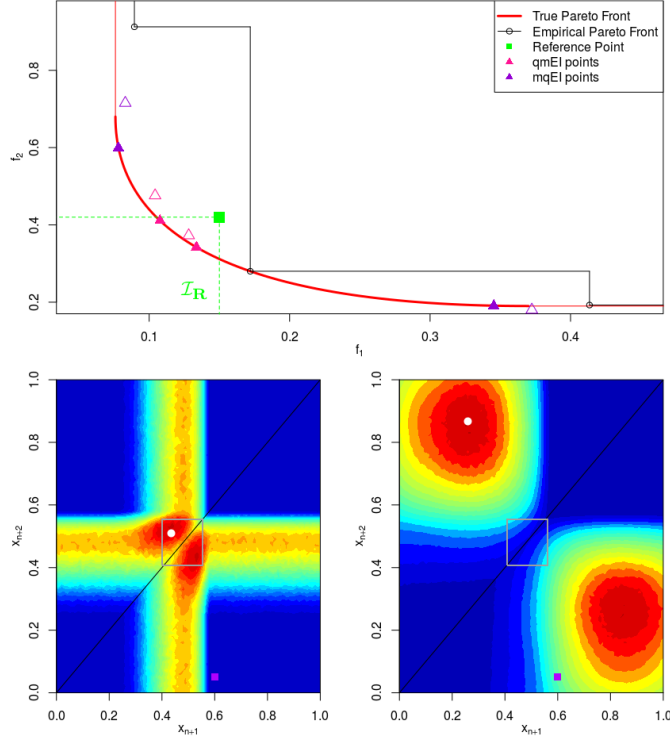 True Pareto Front
Empirical Pareto Front
Reference Point
qmEI points
mqEI points
0.8
0.6
0.4
0.2
f₂
I_R
0.1 0.2 0.3 0.4
f₁
1.0 1.0
0.8 0.8
0.6 0.6
0.4 0.4
0.2 0.2
0.0 0.0
xₙ₊₂ xₙ₊₂
0.0 0.2 0.4 0.6 0.8 1.0 0.0 0.2 0.4 0.6 0.8 1.0
xₙ₊₁ xₙ₊₁